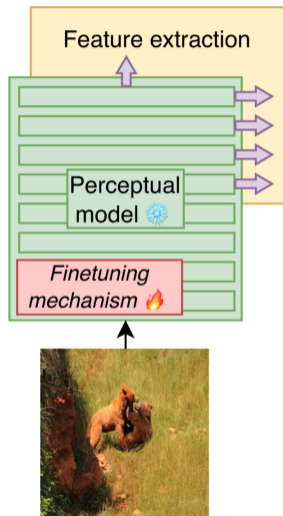 Feature extraction
Perceptual
model
Finetuning
mechanism